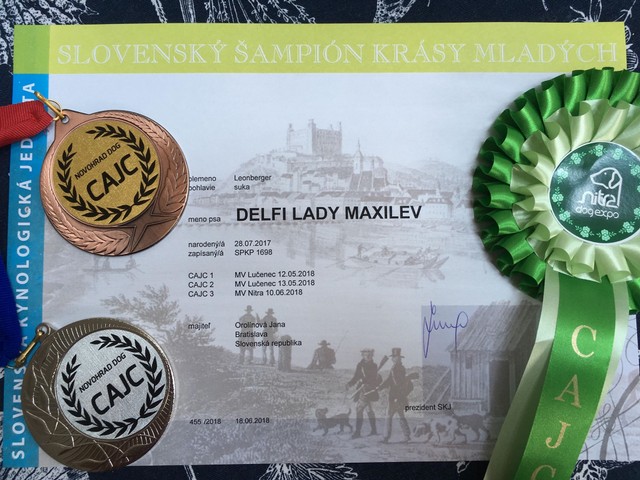 SLOVENSKÝ ŠAMPIÓN KRÁSY MLADÝCH
SLOVENSKÁ KYNOLOGICKÁ JEDNOTA
NOVOHRAD DOG
CAJC
plemeno Leonberger
pohlavie suka
meno psa DELFI LADY MAXILEV
narodený/á 28.07.2017
zapísaný/á SPKP 1698
CAJC 1 MV Lučenec 12.05.2018
CAJC 2 MV Lučenec 13.05.2018
CAJC 3 MV Nitra 10.06.2018
majiteľ Orolínová Jana
Bratislava
Slovenská republika
prezident SKJ
455 /2018 18.06.2018
NOVOHRAD DOG
CAJC
nitra
dog expo
CAJC